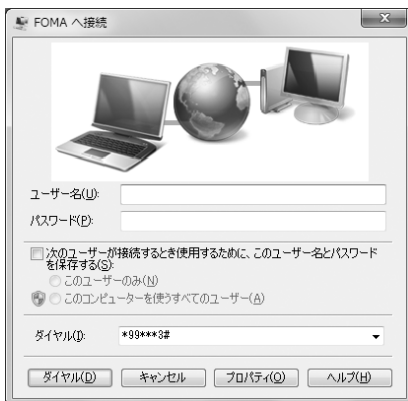 FOMA へ接続
ユーザー名(U):
パスワード(P):
次のユーザーが接続するとき使用するために、このユーザー名とパスワード
を保存する(S):
このユーザーのみ(N)
このコンピューターを使うすべてのユーザー(A)
ダイヤル(I): *99***3#
ダイヤル(D) キャンセル プロパティ(O) ヘルプ(H)